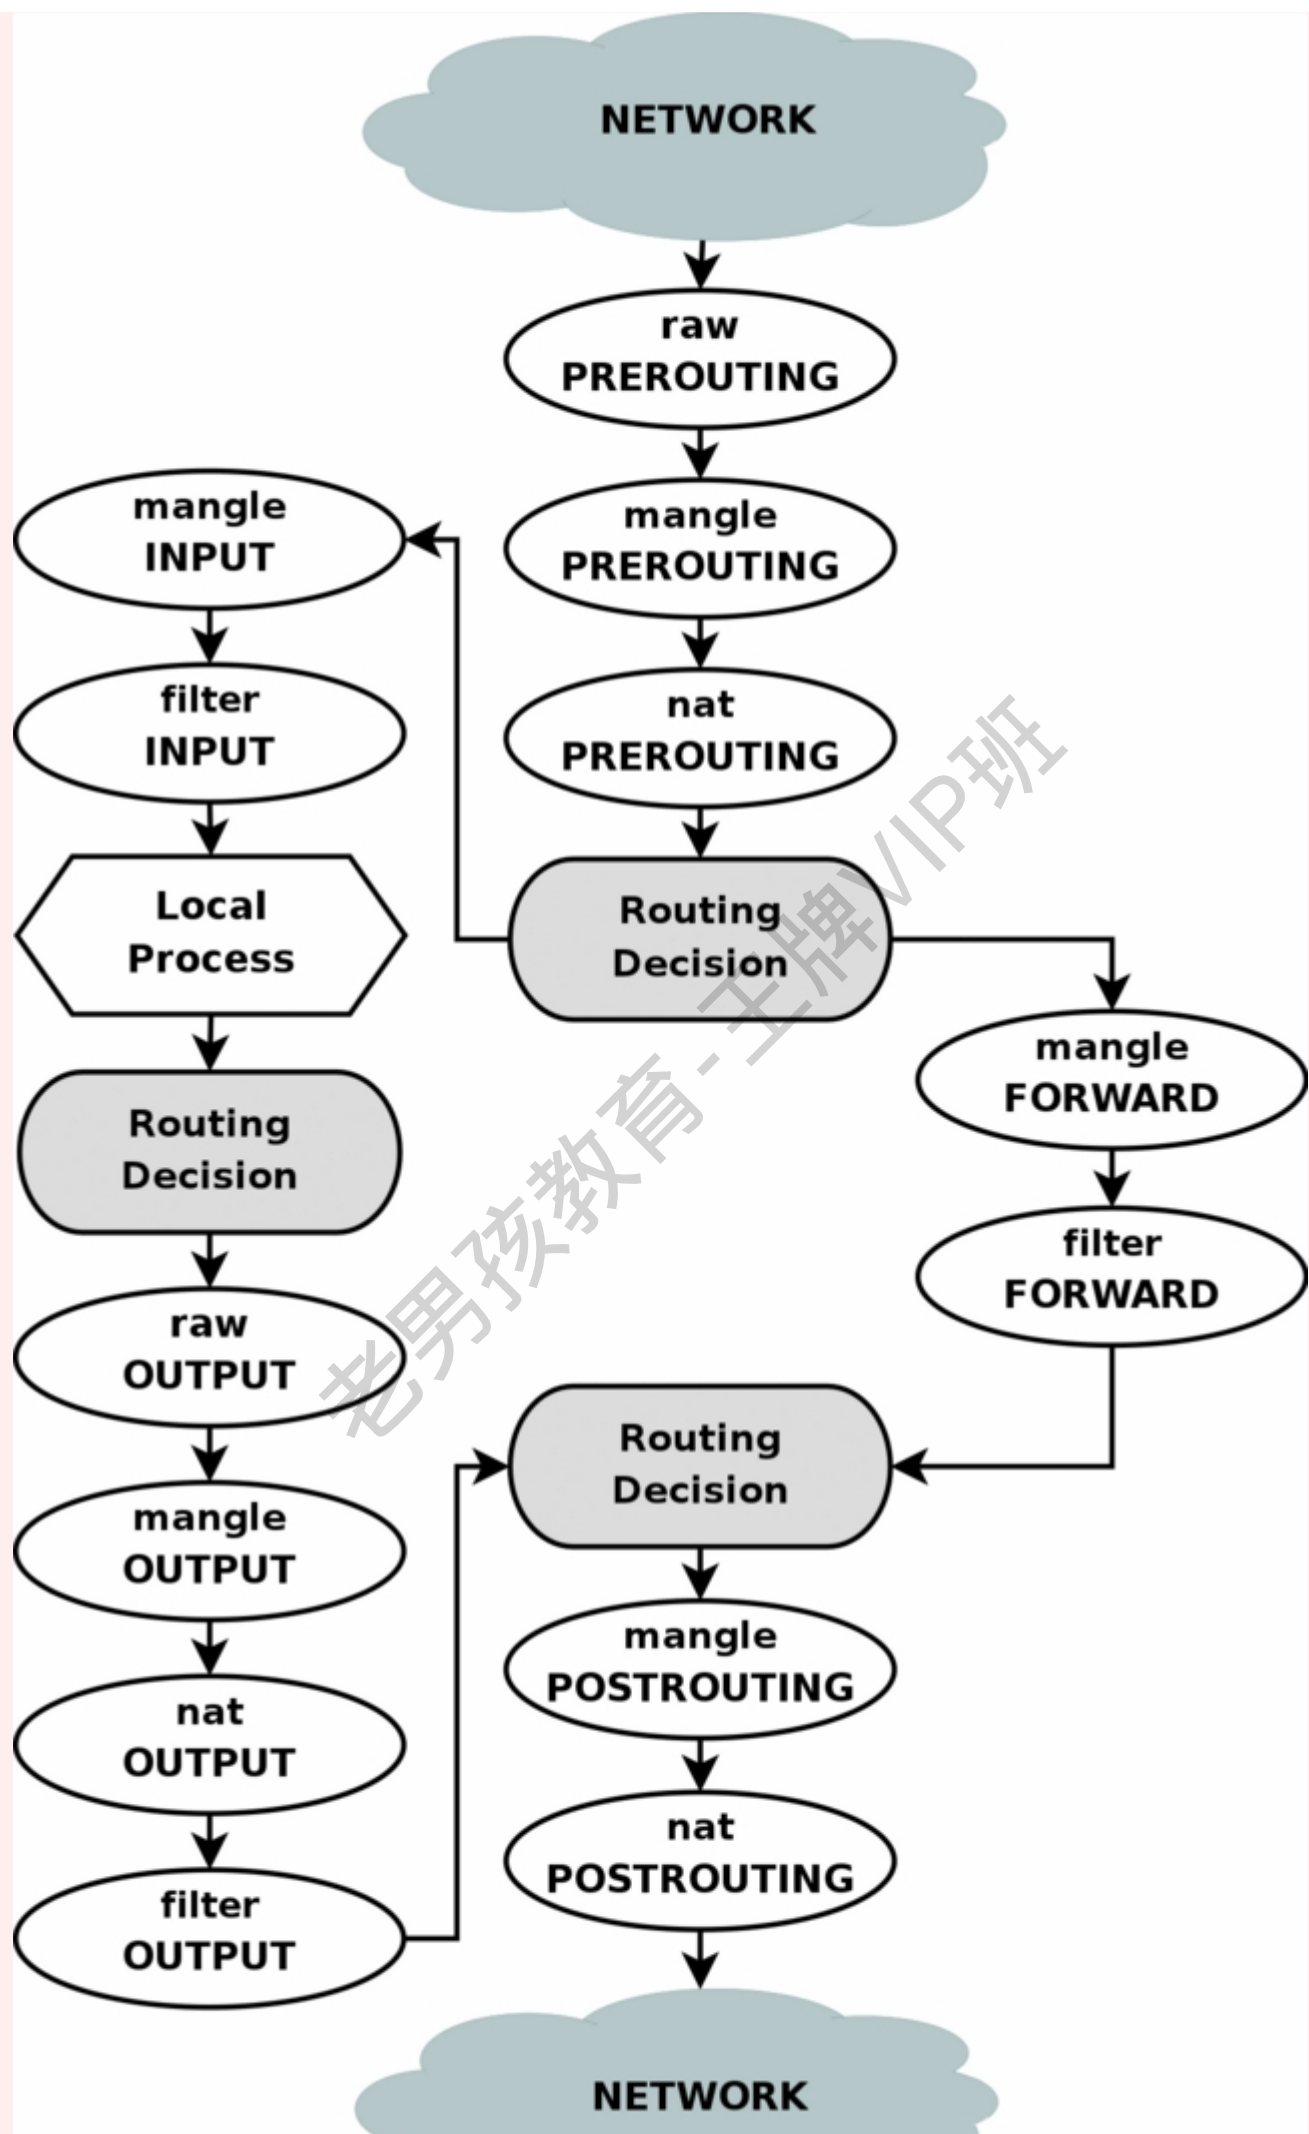 NETWORK
raw
PREROUTING
mangle
PREROUTING
nat
PREROUTING
Routing
Decision
mangle
INPUT
filter
INPUT
Local
Process
Routing
Decision
raw
OUTPUT
mangle
OUTPUT
nat
OUTPUT
filter
OUTPUT
mangle
FORWARD
filter
FORWARD
Routing
Decision
mangle
POSTROUTING
nat
POSTROUTING
NETWORK
老男孩教育-王牌VIP班